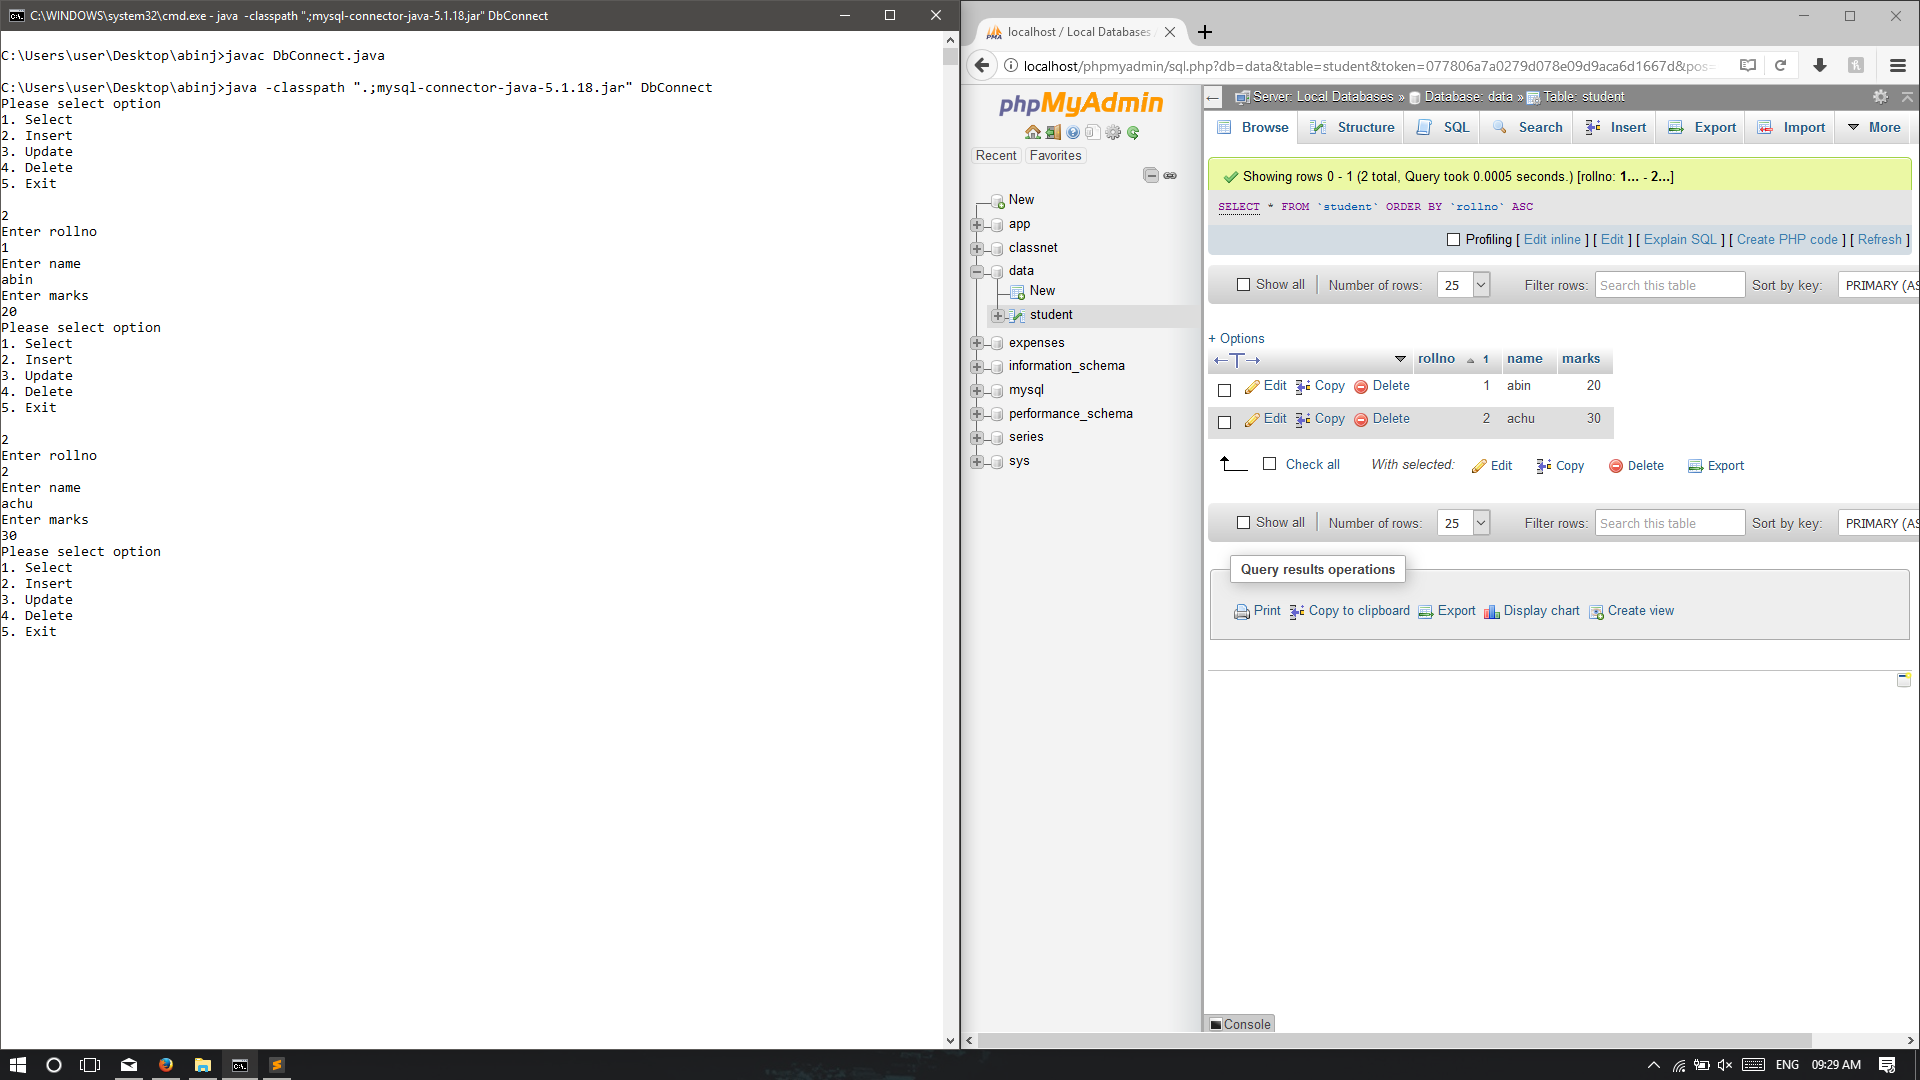 C:\WINDOWS\system32\cmd.exe - java  -classpath ".;mysql-connector-java-5.1.18.jar" DbConnect
C:\Users\user\Desktop\abinj>javac DbConnect.java
C:\Users\user\Desktop\abinj>java -classpath ".;mysql-connector-java-5.1.18.jar" DbConnect
Please select option
1. Select
2. Insert
3. Update
4. Delete
5. Exit
2
Enter rollno
1
Enter name
abin
Enter marks
20
Please select option
1. Select
2. Insert
3. Update
4. Delete
5. Exit
2
Enter rollno
2
Enter name
achu
Enter marks
30
Please select option
1. Select
2. Insert
3. Update
4. Delete
5. Exit
PMA localhost / Local Databases
localhost/phpmyadmin/sql.php?db=data&table=student&token=077806a7a0279d078e09d9aca6d1667d&pos=
phpMyAdmin
Recent Favorites
New
app
classnet
data
New
student
expenses
information_schema
mysql
performance_schema
series
sys
Server: Local Databases » Database: data » Table: student
Browse Structure SQL Search Insert Export Import More
Showing rows 0 - 1 (2 total, Query took 0.0005 seconds.) [rollno: 1... - 2...]
SELECT * FROM `student` ORDER BY `rollno` ASC
Profiling [ Edit inline ] [ Edit ] [ Explain SQL ] [ Create PHP code ] [ Refresh ]
Show all Number of rows: 25 Filter rows: Search this table Sort by key: PRIMARY (AS
+ Options
rollno 1 name marks
Edit Copy Delete 1 abin 20
Edit Copy Delete 2 achu 30
Check all With selected: Edit Copy Delete Export
Show all Number of rows: 25 Filter rows: Search this table Sort by key: PRIMARY (AS
Query results operations
Print Copy to clipboard Export Display chart Create view
Console
ENG 09:29 AM